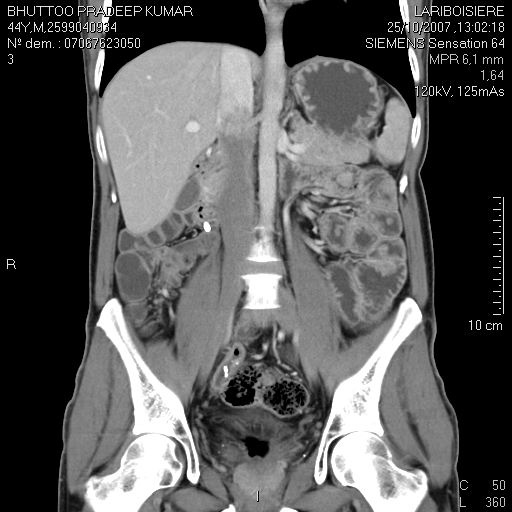 BHUTTOO PRADEEP KUMAR
44Y,M,2599040934
Nº dem. : 07067623050
3
LARIBOISIERE
25/10/2007, 13:02:18
SIEMENS Sensation 64
MPR 6,1 mm
1,64
120kV, 125mAs
R
10 cm
C 50
L 360